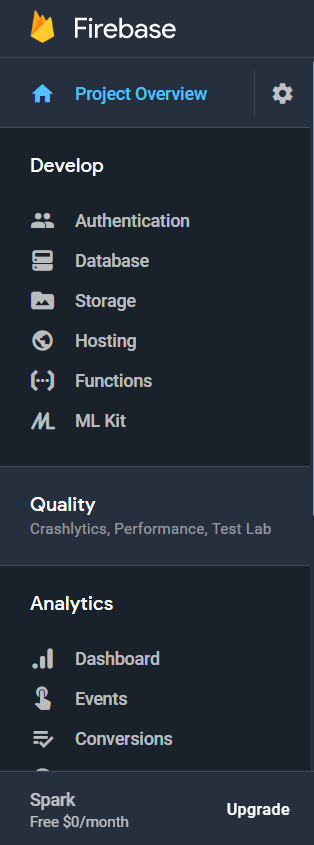 Firebase
Project Overview
Develop
Authentication
Database
Storage
Hosting
Functions
ML Kit
Quality
Crashlytics, Performance, Test Lab
Analytics
Dashboard
Events
Conversions
Spark
Free $0/month
Upgrade